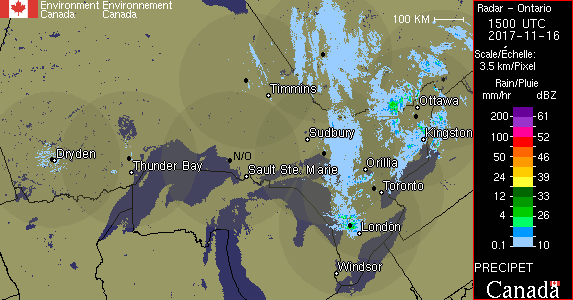 Environment Environnement
Canada Canada
100 KM
Timmins
Ottawa
Sudbury
Kingston
Dryden
N/O
Thunder Bay
Sault Ste. Marie
Orillia
Toronto
London
Windsor
Radar - Ontario
1500 UTC
2017-11-16
Scale/Échelle:
3.5 km/Pixel
Rain/Pluie
mm/hr dBZ
200 61
100 52
50 46
24 39
12 33
4 26
0.1 10
PRECIPET
Canada